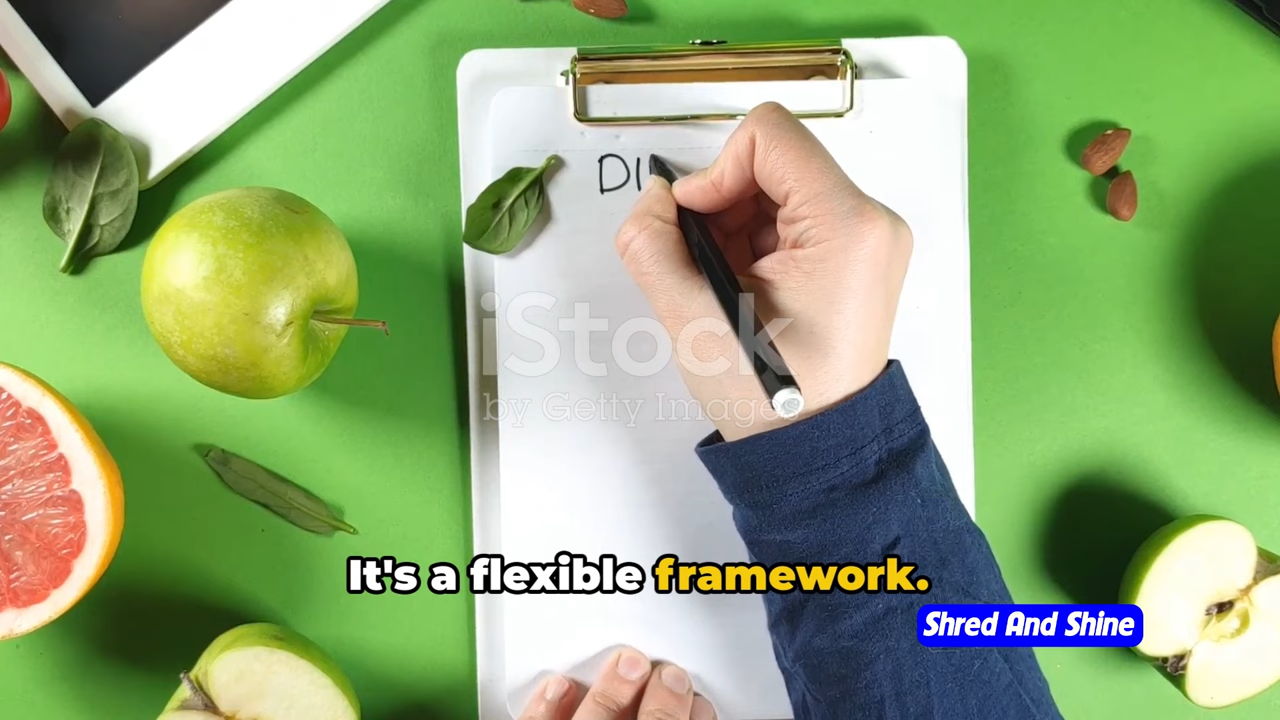 DI
iStock
by Getty Images
It's a flexible framework.
Shred And Shine